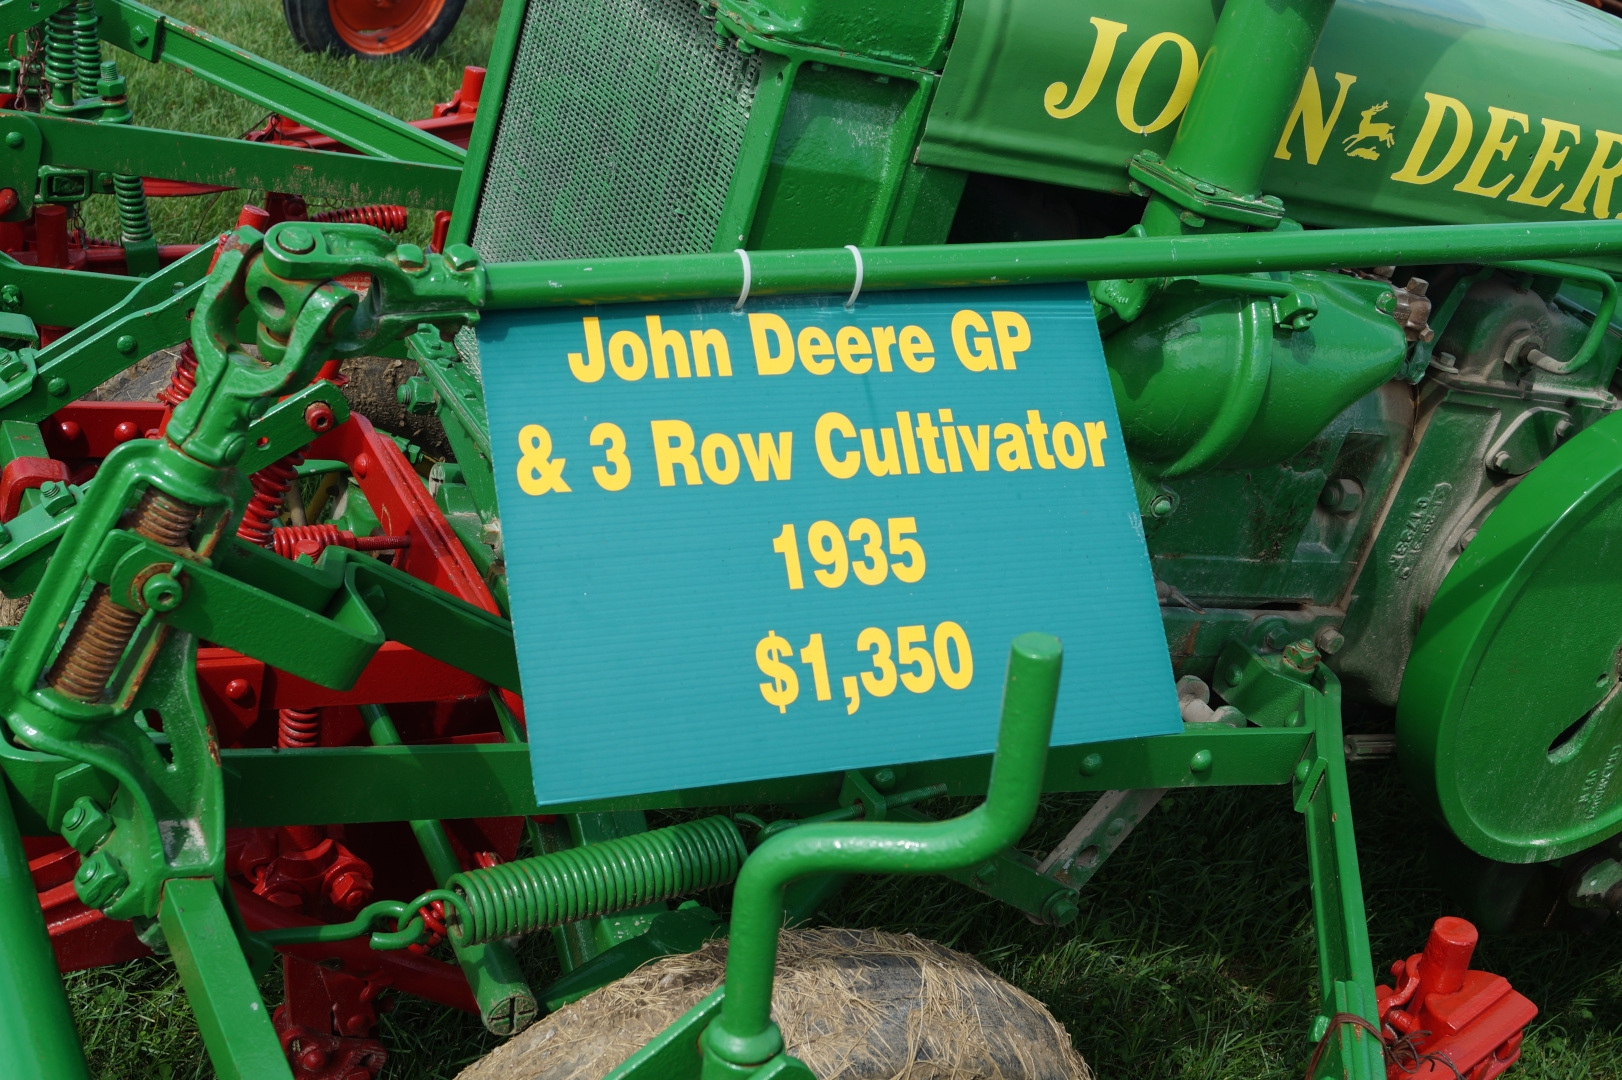 JOHN DEERE
John Deere GP
& 3 Row Cultivator
1935
$1,350